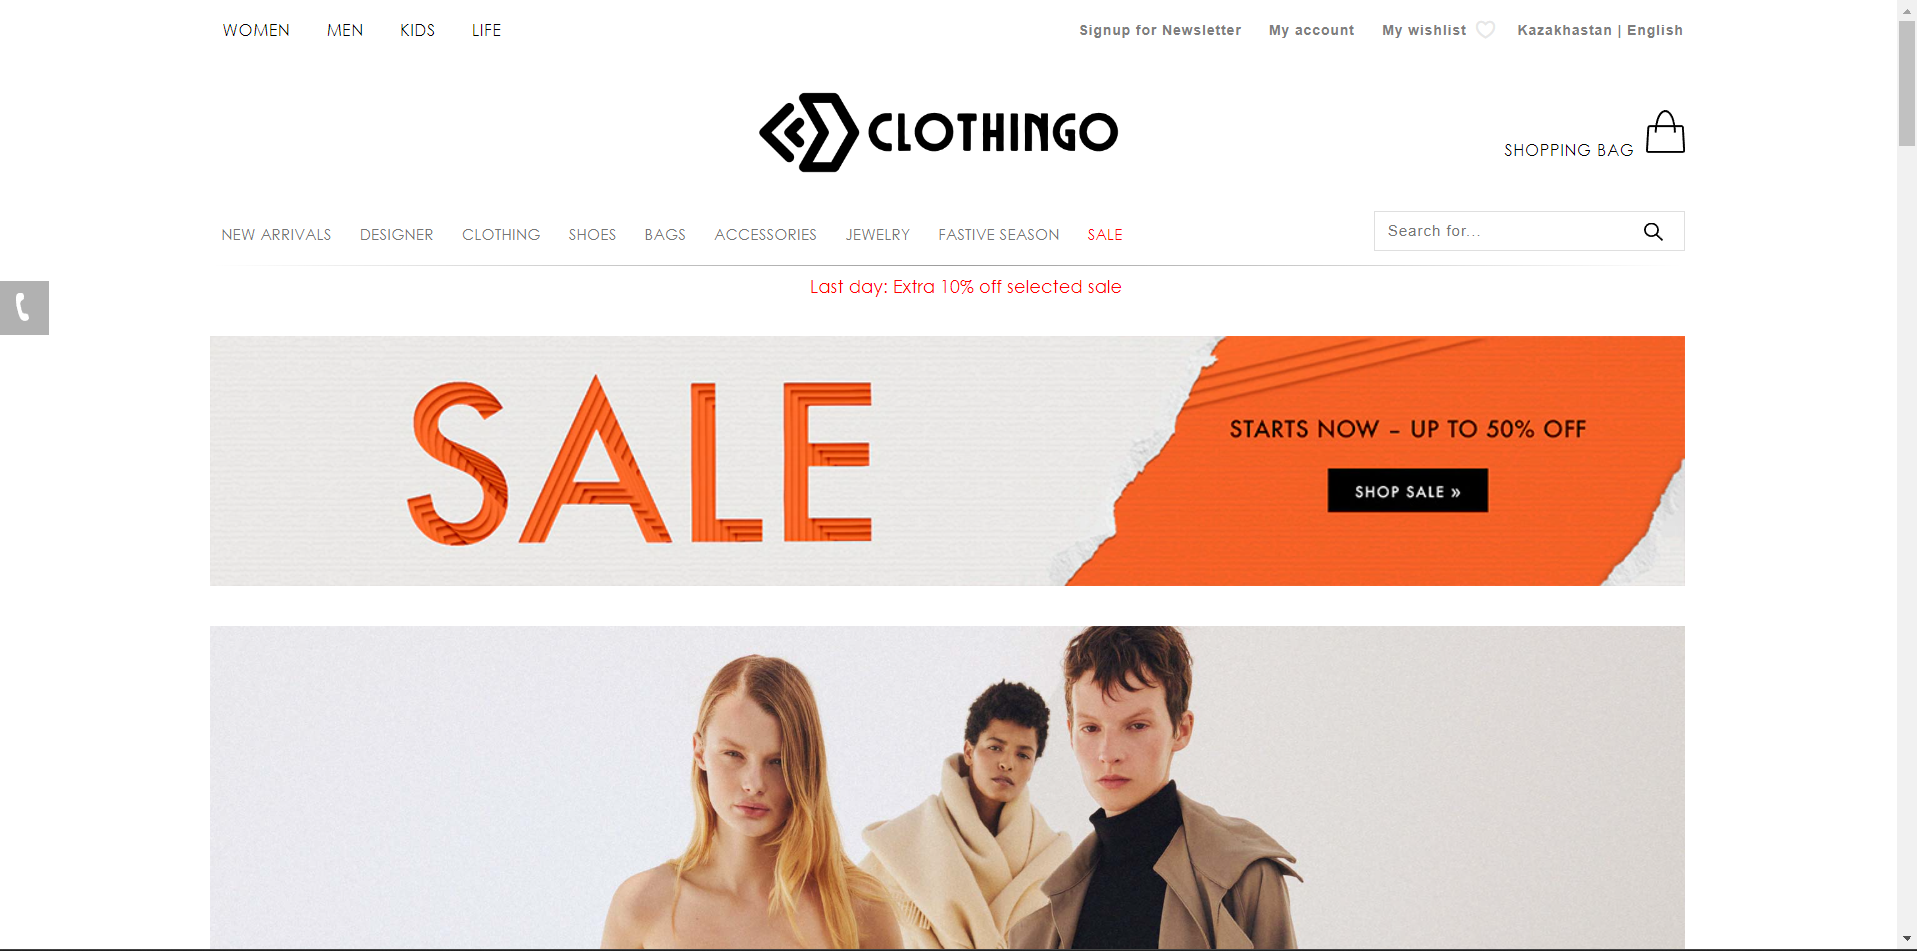 WOMEN MEN KIDS LIFE Signup for Newsletter My account My wishlist Kazakhastan | English
CLOTHINGO
SHOPPING BAG
NEW ARRIVALS DESIGNER CLOTHING SHOES BAGS ACCESSORIES JEWELRY FASTIVE SEASON SALE Search for...
Last day: Extra 10% off selected sale
SALE
STARTS NOW – UP TO 50% OFF
SHOP SALE »